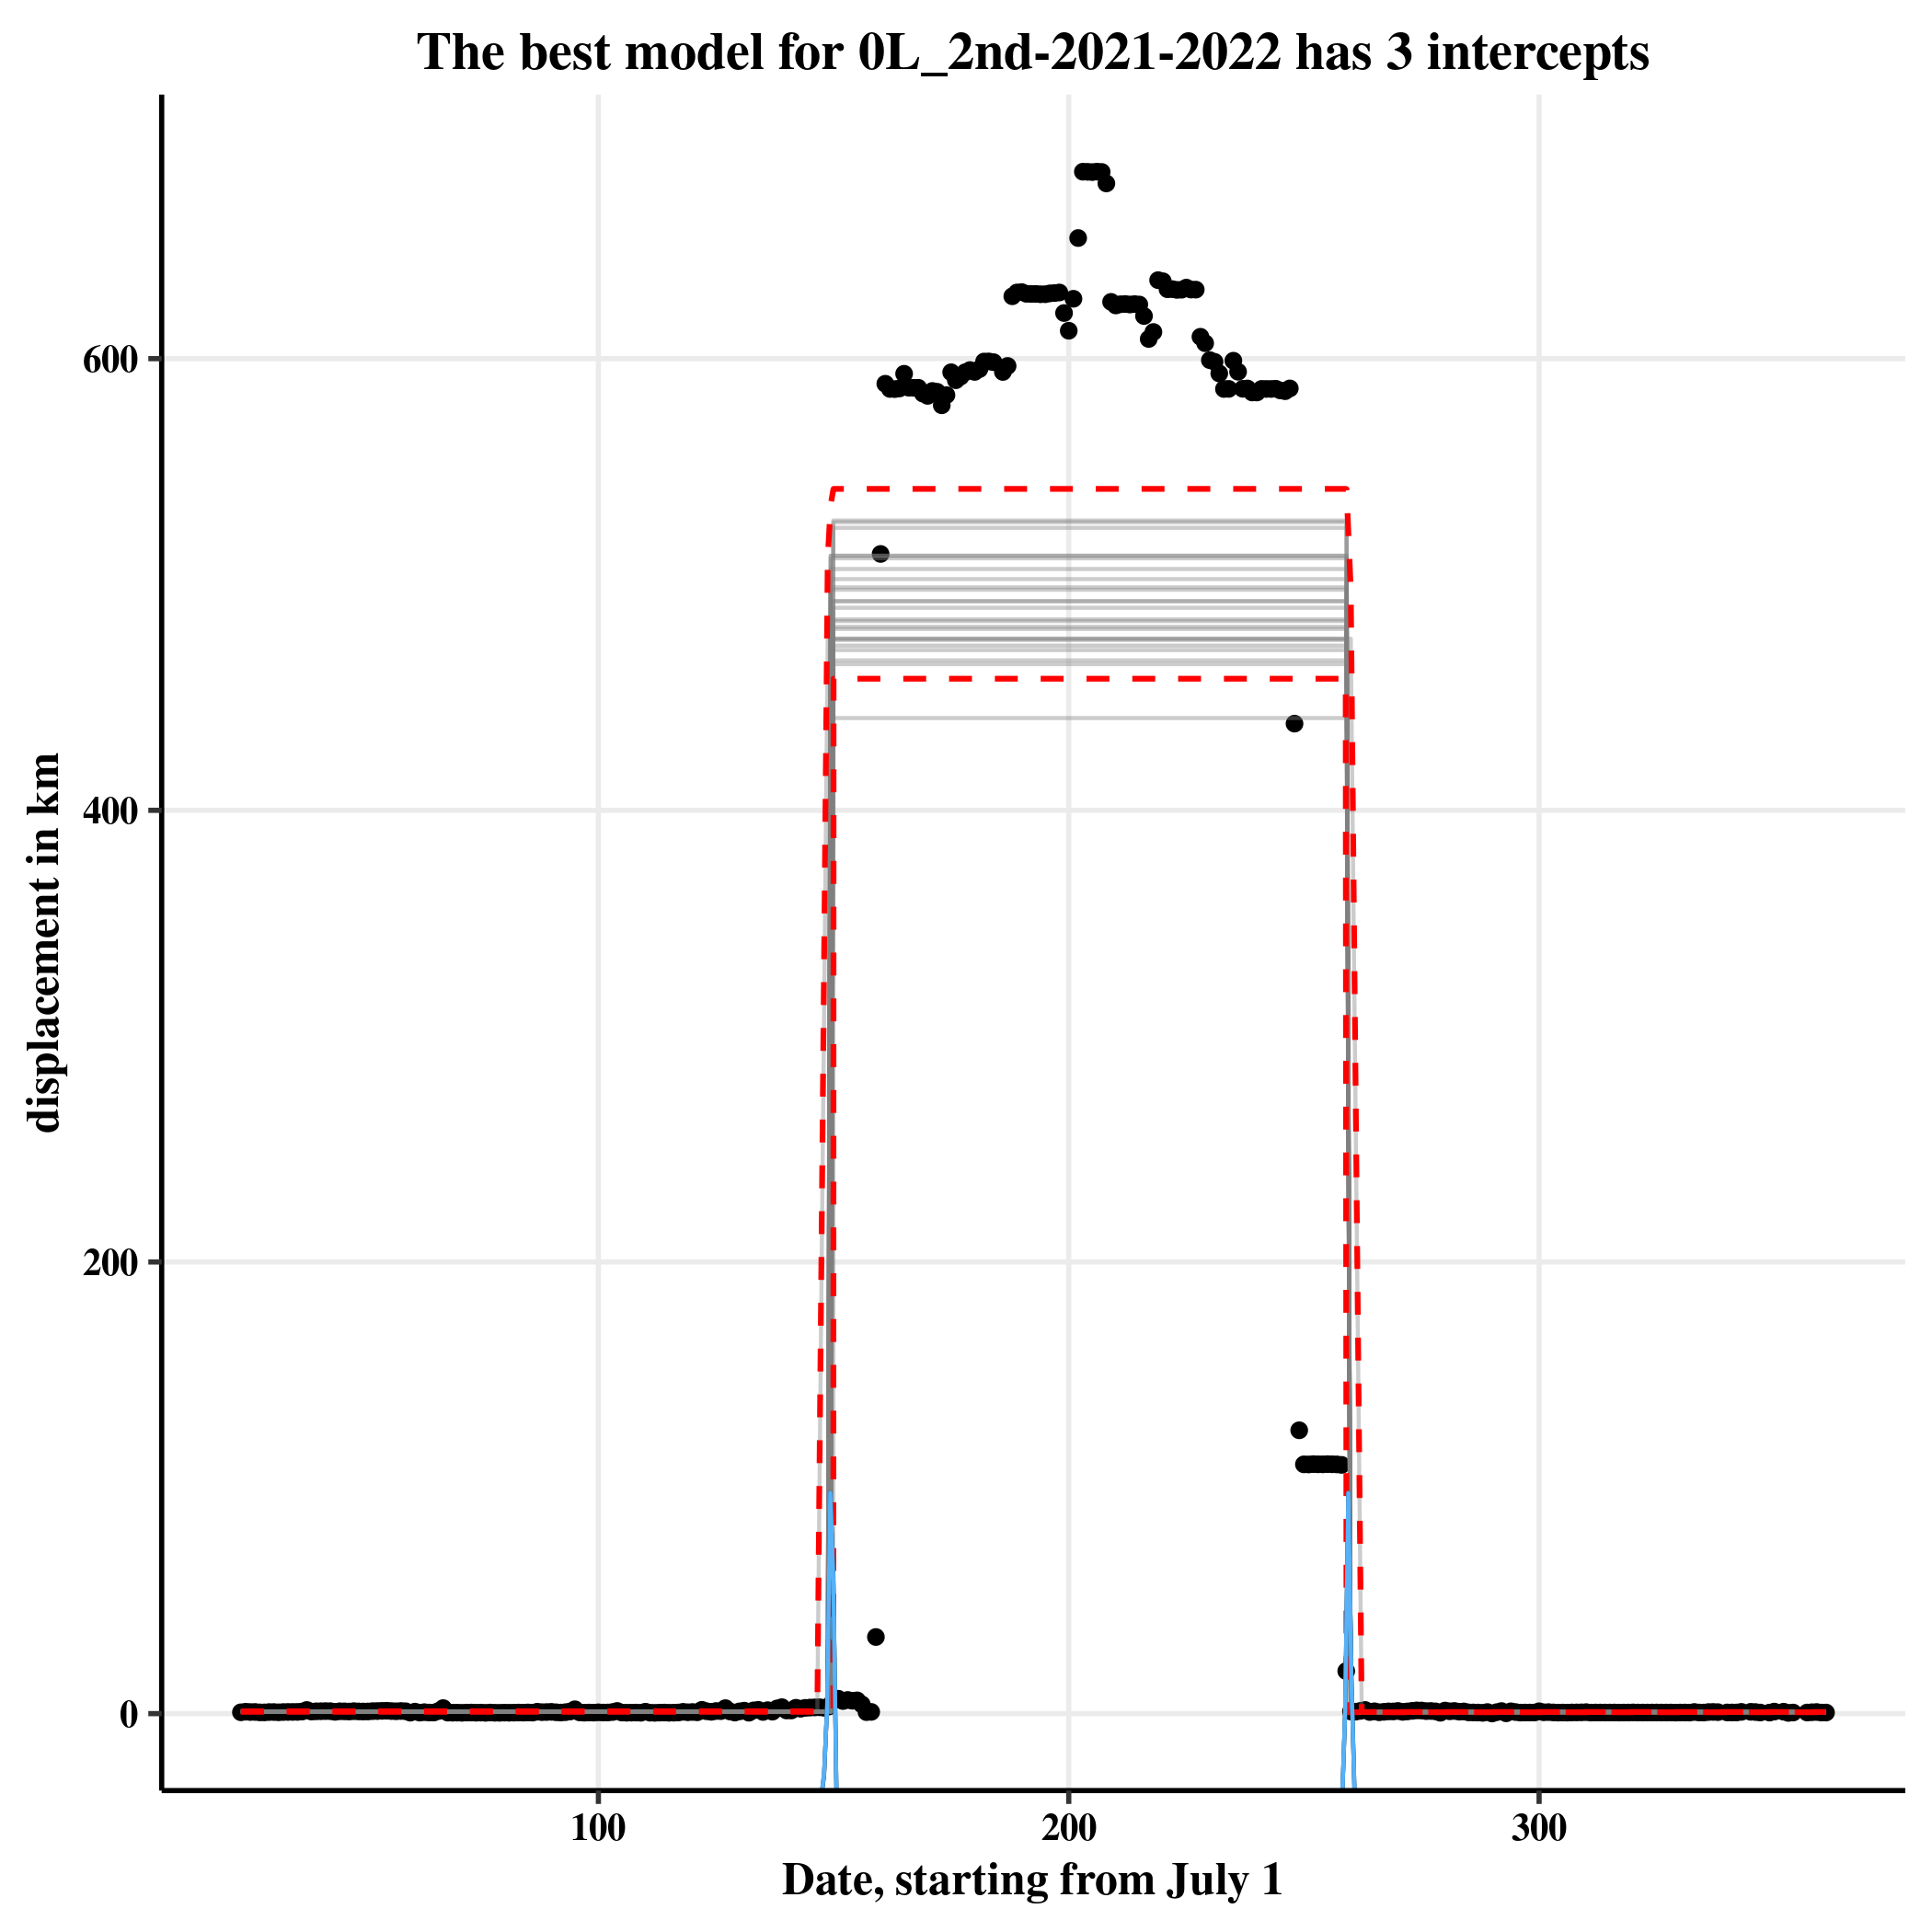 The best model for 0L_2nd-2021-2022 has 3 intercepts
displacement in km
600
400
200
0
100 200 300
Date, starting from July 1